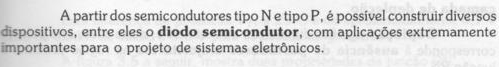 A partir dos semicondutores tipo N e tipo P, é possível construir diversos
dispositivos, entre eles o diodo semicondutor, com aplicações extremamente
importantes para o projeto de sistemas eletrônicos.